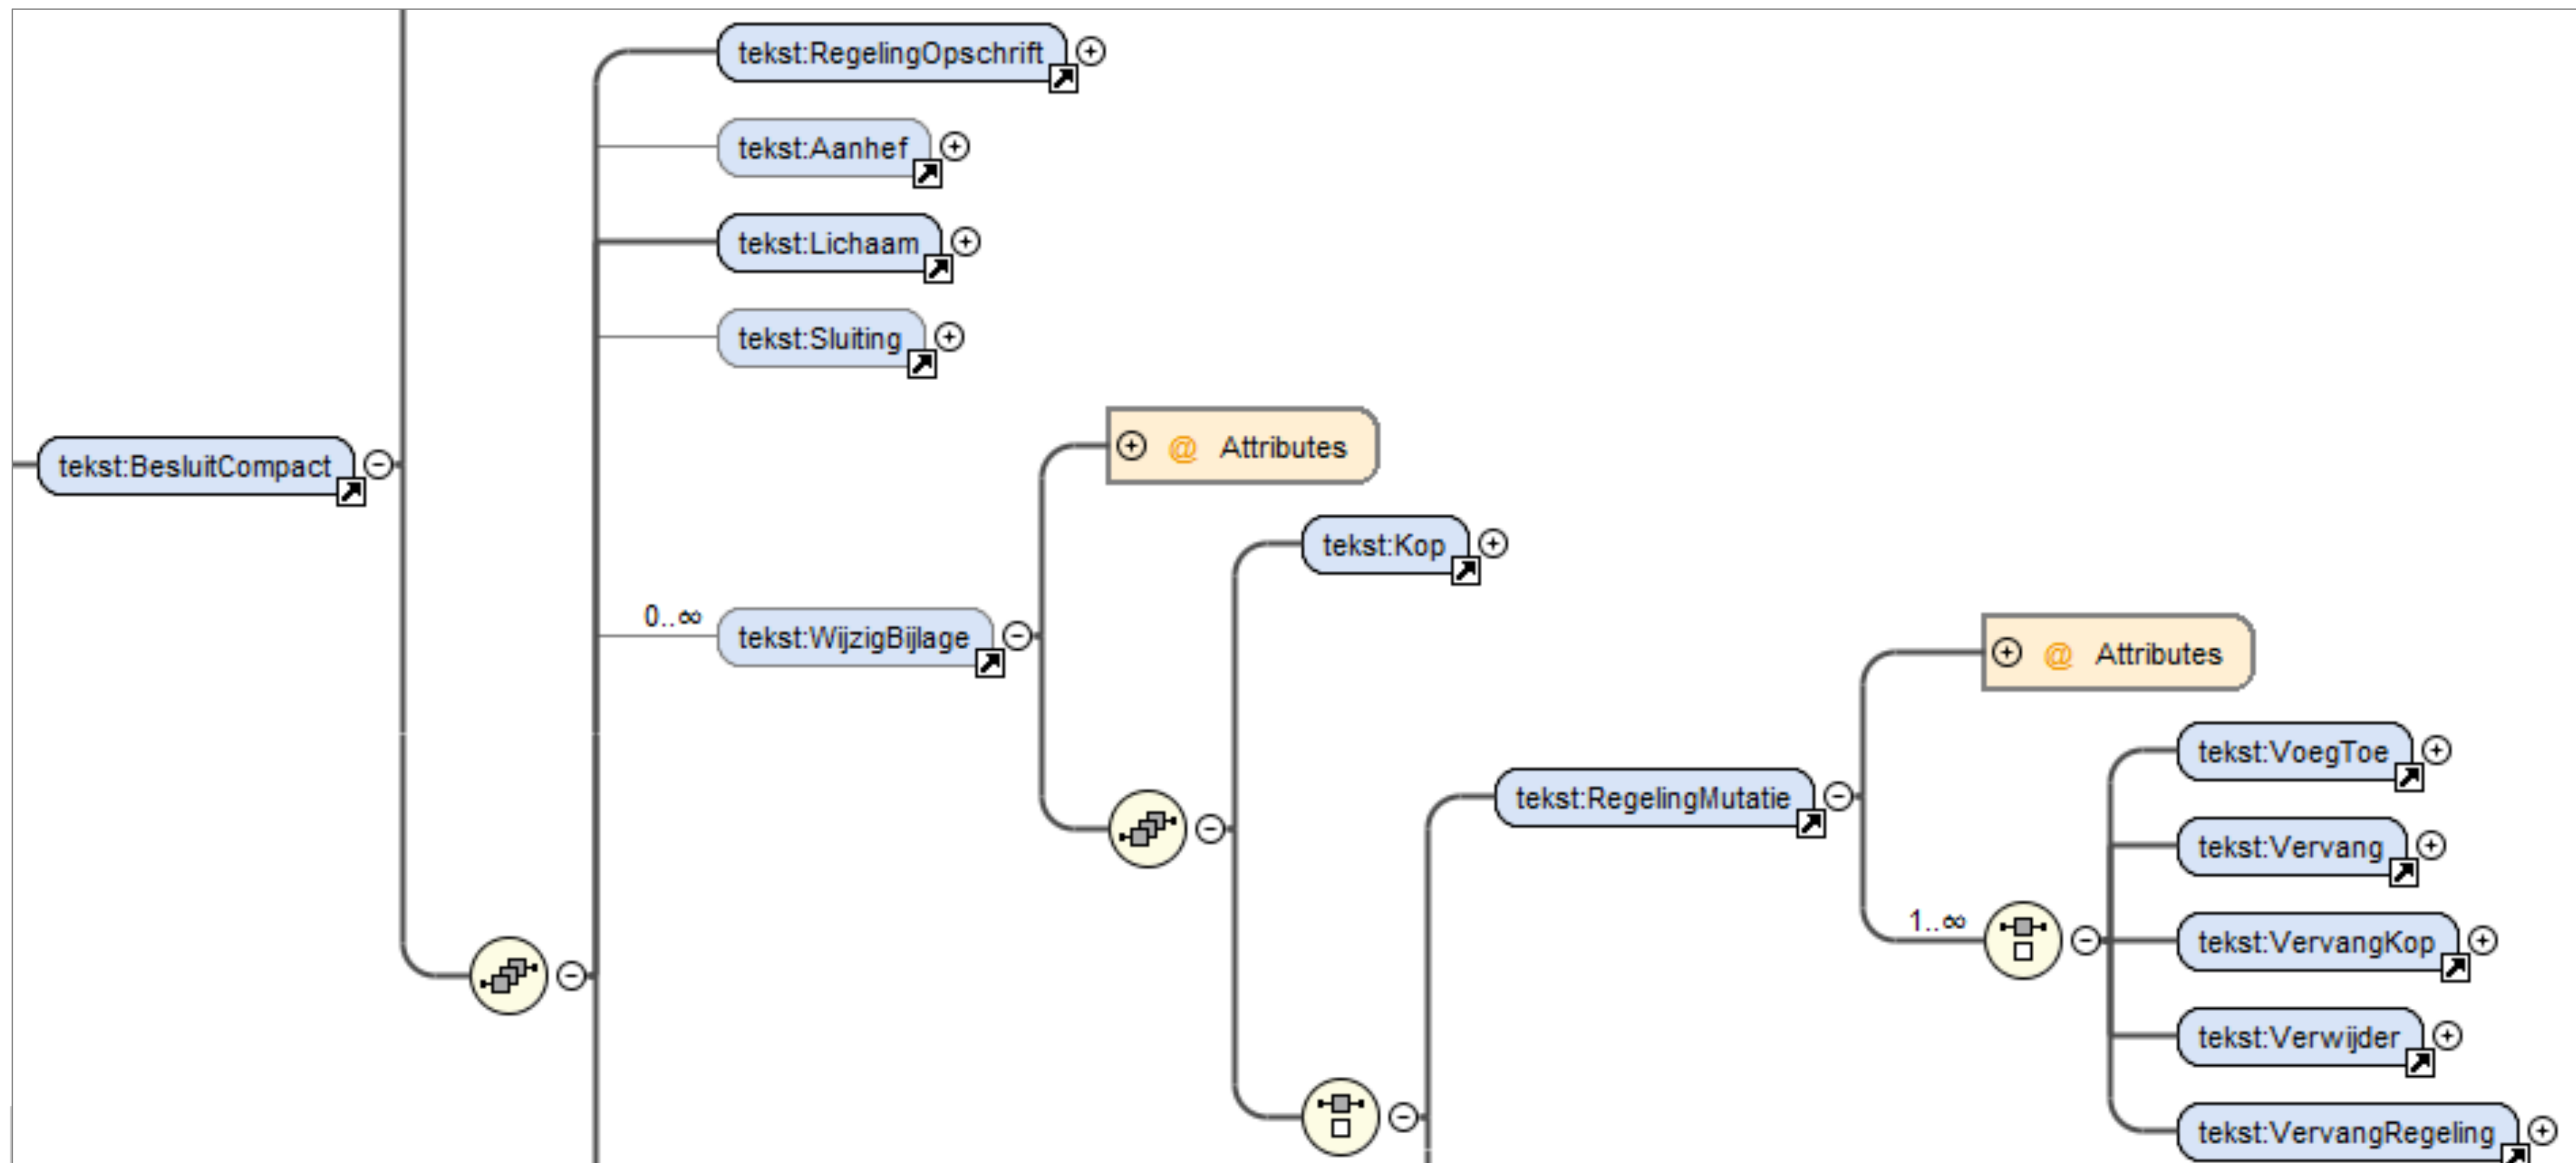 tekst:RegelingOpschrift
tekst:Aanhef
tekst:Lichaam
tekst:Sluiting
@ Attributes
tekst:BesluitCompact
tekst:Kop
0..∞
tekst:WijzigBijlage
@ Attributes
tekst:VoegToe
tekst:RegelingMutatie
tekst:Vervang
1..∞
tekst:VervangKop
tekst:Verwijder
tekst:VervangRegeling